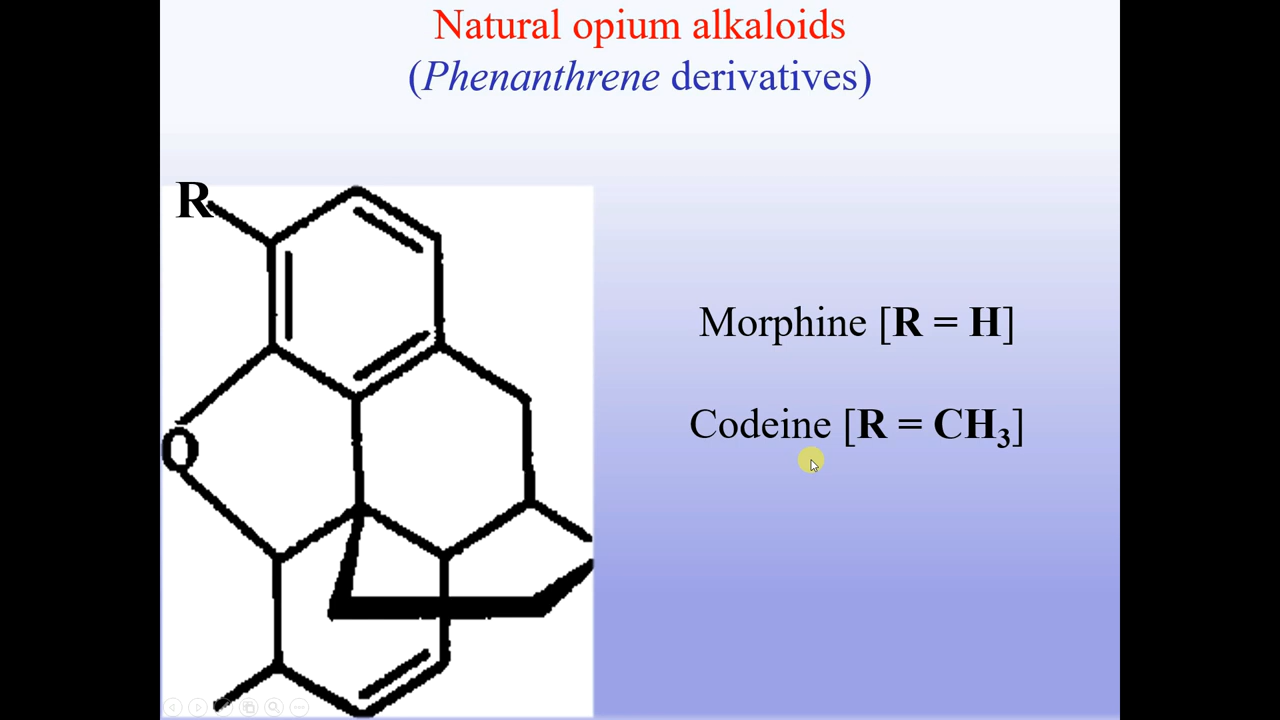 Natural opium alkaloids
(Phenanthrene derivatives)
R
Morphine [R = H]
Codeine [R = CH₃]
O